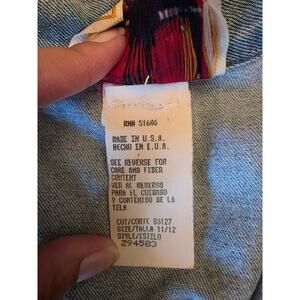 RN# 51686
MADE IN U.S.A.
HECHO EN E.U.A.
SEE REVERSE FOR
CARE AND FIBER
CONTENT
VER AL REVERSO
PARA EL CUIDADO
Y CONTENIDO DE LA
TELA
CUT/CORTE 03127
SIZE/TALLA 11/12
STYLE/ESTILO
Z94583